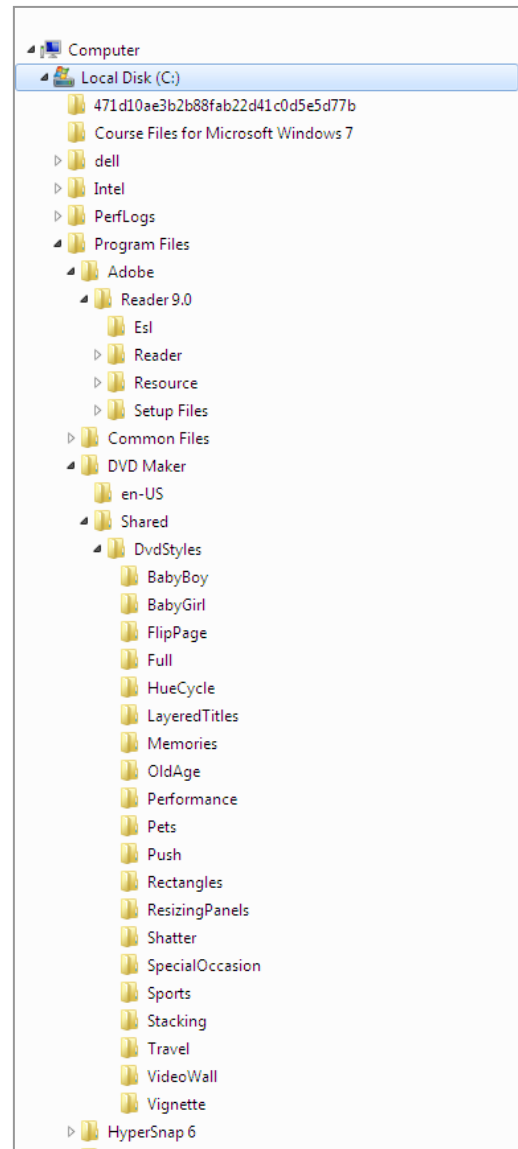 Computer
Local Disk (C:)
471d10ae3b2b88fab22d41c0d5e5d77b
Course Files for Microsoft Windows 7
dell
Intel
PerfLogs
Program Files
Adobe
Reader 9.0
Esl
Reader
Resource
Setup Files
Common Files
DVD Maker
en-US
Shared
DvdStyles
BabyBoy
BabyGirl
FlipPage
Full
HueCycle
LayeredTitles
Memories
OldAge
Performance
Pets
Push
Rectangles
ResizingPanels
Shatter
SpecialOccasion
Sports
Stacking
Travel
VideoWall
Vignette
HyperSnap 6